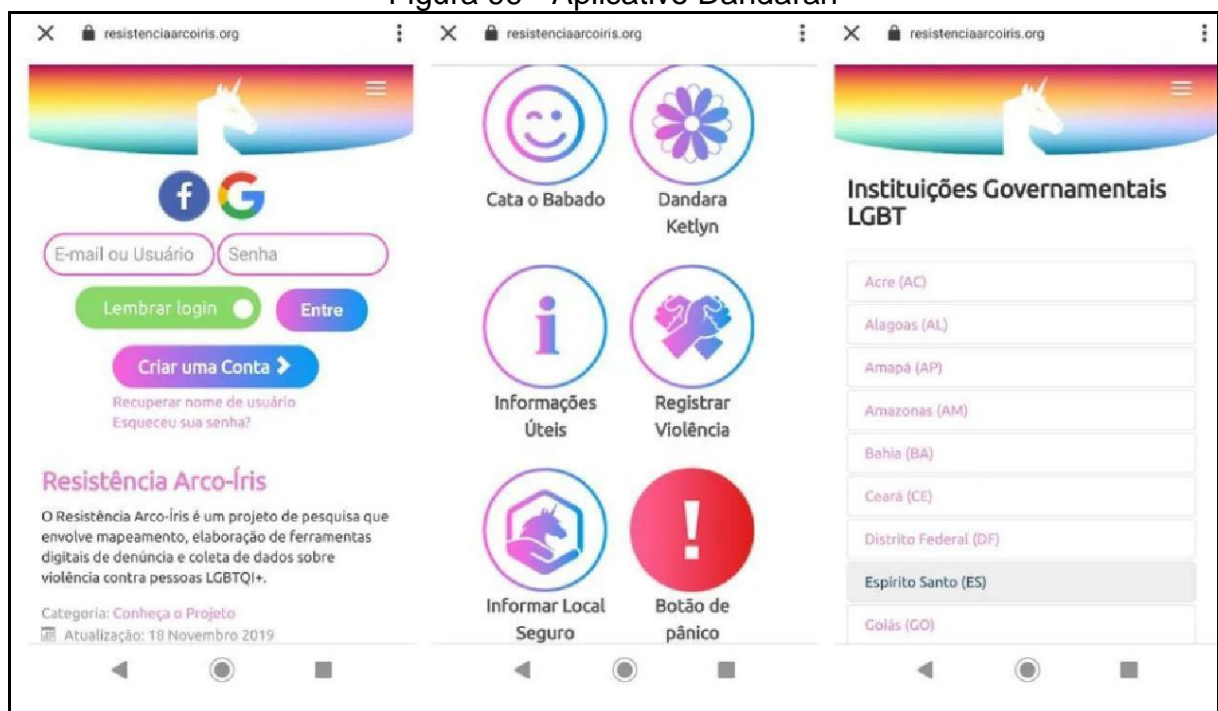 resistenciaarcoiris.org
f G
E-mail ou Usuário
Senha
Lembrar login
Entre
Criar uma Conta
Recuperar nome de usuário
Esqueceu sua senha?
Resistência Arco-Íris
O Resistência Arco-Íris é um projeto de pesquisa que
envolve mapeamento, elaboração de ferramentas
digitais de denúncia e coleta de dados sobre
violência contra pessoas LGBTQI+.
Categoria: Conheça o Projeto
Atualização: 18 Novembro 2019
resistenciaarcoiris.org
Cata o Babado
Dandara
Ketlyn
i
Informações
Úteis
Registrar
Violência
Informar Local
Seguro
!
Botão de
pânico
resistenciaarcoiris.org
Instituições Governamentais
LGBT
Acre (AC)
Alagoas (AL)
Amapá (AP)
Amazonas (AM)
Bahia (BA)
Ceará (CE)
Distrito Federal (DF)
Espírito Santo (ES)
Goiás (GO)